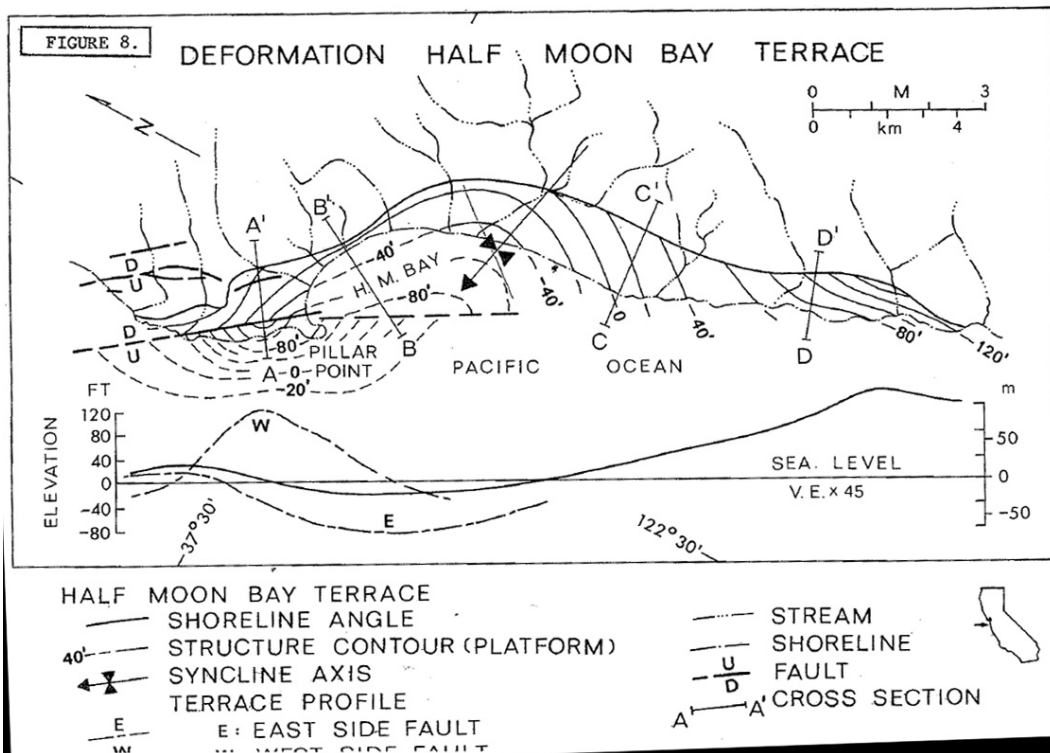 FIGURE 8.
DEFORMATION HALF MOON BAY TERRACE
0 M 3
0 km 4
N
A'
B'
C'
D'
D
U
D
U
-40'
H. M. BAY
-80'
-40'
0
40'
80'
120'
-80'
PILLAR
POINT
A
-0-
-20'
B
C
D
PACIFIC OCEAN
FT
m
ELEVATION
120
80
40
0
-40
-80
W
E
SEA. LEVEL
V. E. x 45
50
0
-50
37°30'
122°30'
HALF MOON BAY TERRACE
SHORELINE ANGLE
40' STRUCTURE CONTOUR (PLATFORM)
SYNCLINE AXIS
TERRACE PROFILE
E E: EAST SIDE FAULT
W W: WEST SIDE FAULT
STREAM
SHORELINE
U
D FAULT
A A' CROSS SECTION